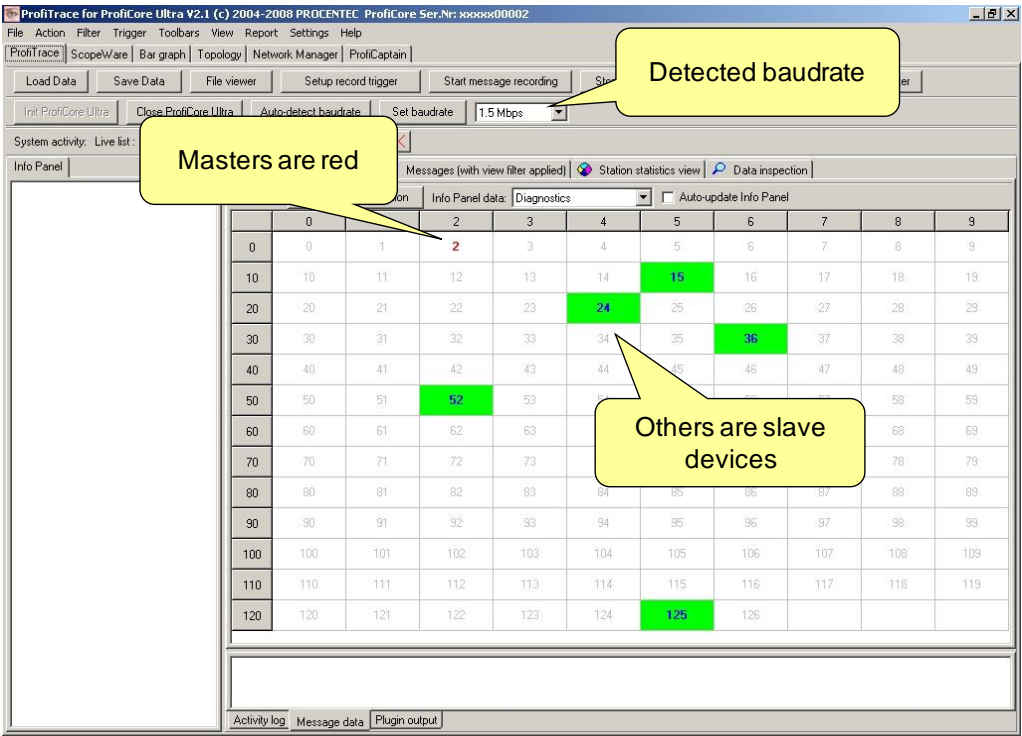 ProfiTrace for ProfiCore Ultra V2.1 (c) 2004-2008 PROCENTEC ProfiCore Ser.Nr: xxxxx00002
File Action Filter Trigger Toolbars View Report Settings Help
ProfiTrace ScopeWare Bar graph Topology Network Manager ProfiCaptain
Detected baudrate
Load Data Save Data File viewer Setup record trigger Start message recording
Init ProfiCore Ultra Close ProfiCore Ultra Auto-detect baudrate Set baudrate 1.5 Mbps
System activity: Live list :
Masters are red
Info Panel Messages (with view filter applied) Station statistics view Data inspection
Info Panel data: Diagnostics Auto-update Info Panel
0 2 3 4 5 6 7 8 9
0 0 1 2 3 4 5 6 7 8 9
10 10 11 12 13 14 15 16 17 18 19
20 20 21 22 23 24 25 26 27 28 29
30 30 31 32 33 34 35 36 37 38 39
40 40 41 42 43 44 45 46 47 48 49
50 50 51 52 53 58 59
60 60 61 62 63 68 69
Others are slave
devices
70 70 71 72 73 78 79
80 80 81 82 83 84 85 86 87 88 89
90 90 91 92 93 94 95 96 97 98 99
100 100 101 102 103 104 105 106 107 108 109
110 110 111 112 113 114 115 116 117 118 119
120 120 121 122 123 124 125 126
Activity log Message data Plugin output